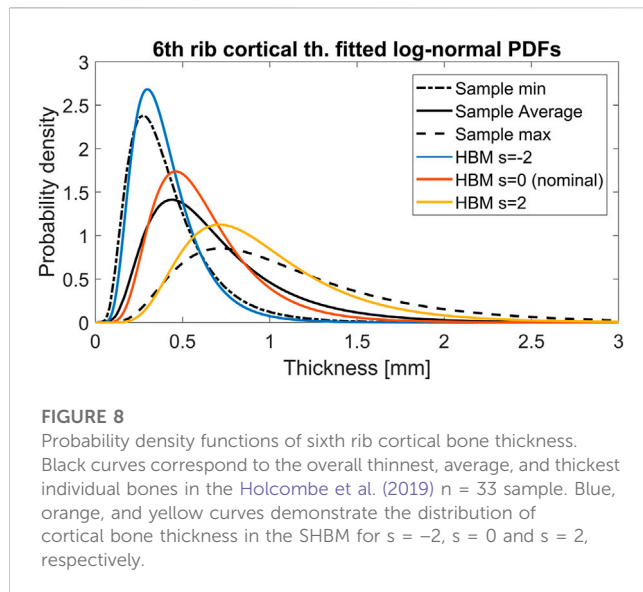 6th rib cortical th. fitted log-normal PDFs
3
2.5
2
1.5
1
0.5
0
Probability density
Sample min
Sample Average
Sample max
HBM s=-2
HBM s=0 (nominal)
HBM s=2
0 0.5 1 1.5 2 2.5 3
Thickness [mm]
FIGURE 8
Probability density functions of sixth rib cortical bone thickness.
Black curves correspond to the overall thinnest, average, and thickest
individual bones in the Holcombe et al. (2019) n = 33 sample. Blue,
orange, and yellow curves demonstrate the distribution of
cortical bone thickness in the SHBM for s = −2, s = 0 and s = 2,
respectively.